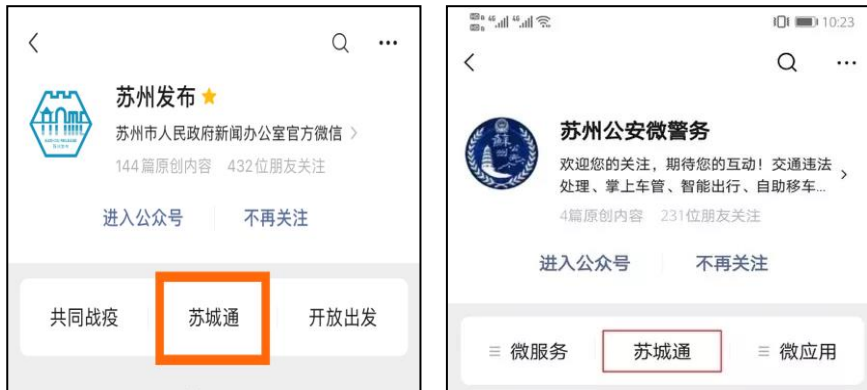 苏州发布
苏州市人民政府新闻办公室官方微信
144篇原创内容 432位朋友关注
进入公众号 不再关注
共同战疫 苏城通 开放出发
10:23
苏州公安微警务
欢迎您的关注，期待您的互动！交通违法
处理、掌上车管、智能出行、自助移车...
4篇原创内容 231位朋友关注
进入公众号 不再关注
微服务 苏城通 微应用